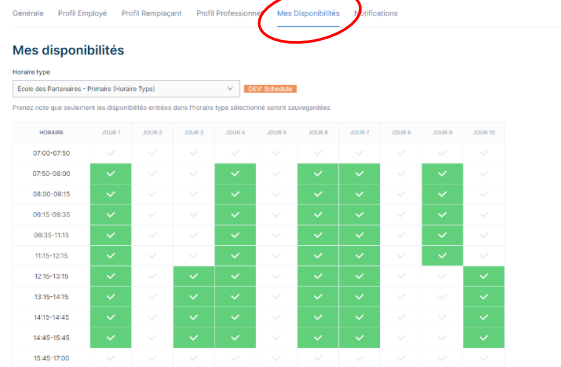 Générale Profil Employé Profil Remplaçant Profil Professionnel Mes Disponibilités Notifications
Mes disponibilités
Horaire type
Ecole des Partenaires - Primaire (Horaire Type) DEV: Schedule
Prenez note que seulement les disponibilités entrées dans l'horaire type sélectionné seront sauvegardées
HORAIRE JOUR 1 JOUR 2 JOUR 3 JOUR 4 JOUR 5 JOUR 6 JOUR 7 JOUR 8 JOUR 9 JOUR 10
07:00-07:50
07:50-08:00
08:00-09:15
09:15-09:35
09:35-11:15
11:15-12:15
12:15-13:15
13:15-14:15
14:15-14:45
14:45-15:45
15:45-17:00